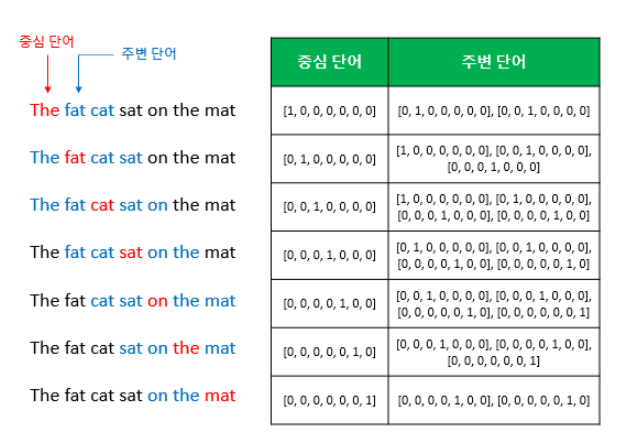 중심 단어
주변 단어
The fat cat sat on the mat
The fat cat sat on the mat
The fat cat sat on the mat
The fat cat sat on the mat
The fat cat sat on the mat
The fat cat sat on the mat
The fat cat sat on the mat
중심 단어 주변 단어
[1, 0, 0, 0, 0, 0, 0] [0, 1, 0, 0, 0, 0, 0], [0, 0, 1, 0, 0, 0, 0]
[0, 1, 0, 0, 0, 0, 0] [1, 0, 0, 0, 0, 0, 0], [0, 0, 1, 0, 0, 0, 0],
[0, 0, 0, 1, 0, 0, 0]
[0, 0, 1, 0, 0, 0, 0] [1, 0, 0, 0, 0, 0, 0], [0, 1, 0, 0, 0, 0, 0],
[0, 0, 0, 1, 0, 0, 0], [0, 0, 0, 0, 1, 0, 0]
[0, 0, 0, 1, 0, 0, 0] [0, 1, 0, 0, 0, 0, 0], [0, 0, 1, 0, 0, 0, 0],
[0, 0, 0, 0, 1, 0, 0], [0, 0, 0, 0, 0, 1, 0]
[0, 0, 0, 0, 1, 0, 0] [0, 0, 1, 0, 0, 0, 0], [0, 0, 0, 1, 0, 0, 0],
[0, 0, 0, 0, 0, 1, 0], [0, 0, 0, 0, 0, 0, 1]
[0, 0, 0, 0, 0, 1, 0] [0, 0, 0, 1, 0, 0, 0], [0, 0, 0, 0, 1, 0, 0],
[0, 0, 0, 0, 0, 0, 1]
[0, 0, 0, 0, 0, 0, 1] [0, 0, 0, 0, 1, 0, 0], [0, 0, 0, 0, 0, 1, 0]